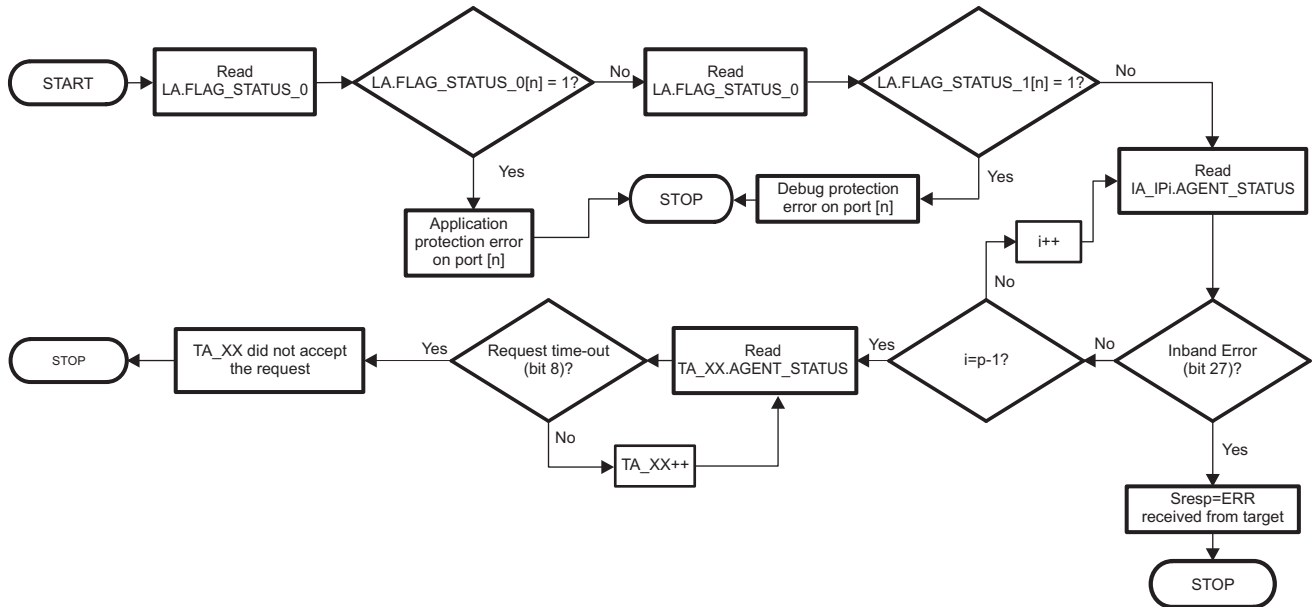 START
Read
LA.FLAG_STATUS_0
LA.FLAG_STATUS_0[n] = 1?
No
Read
LA.FLAG_STATUS_0
LA.FLAG_STATUS_1[n] = 1?
No
Yes
Yes
Application
protection error
on port [n]
STOP
Debug protection
error on port [n]
Read
IA_IPi.AGENT_STATUS
i++
No
STOP
TA_XX did not accept
the request
Yes
Request time-out
(bit 8)?
Read
TA_XX.AGENT_STATUS
Yes
i=p-1?
No
Inband Error
(bit 27)?
No
TA_XX++
Yes
Sresp=ERR
received from target
STOP